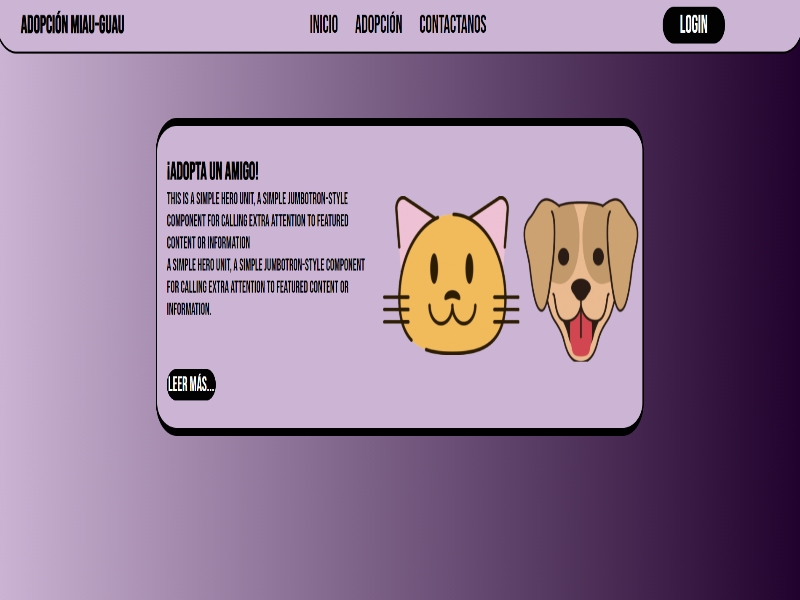 ADOPCIÓN MIAU-GUAU
INICIO ADOPCIÓN CONTACTANOS
LOGIN
¡ADOPTA UN AMIGO!
THIS IS A SIMPLE HERO UNIT, A SIMPLE JUMBOTRON-STYLE
COMPONENT FOR CALLING EXTRA ATTENTION TO FEATURED
CONTENT OR INFORMATION
A SIMPLE HERO UNIT, A SIMPLE JUMBOTRON-STYLE COMPONENT
FOR CALLING EXTRA ATTENTION TO FEATURED CONTENT OR
INFORMATION.
LEER MÁS...